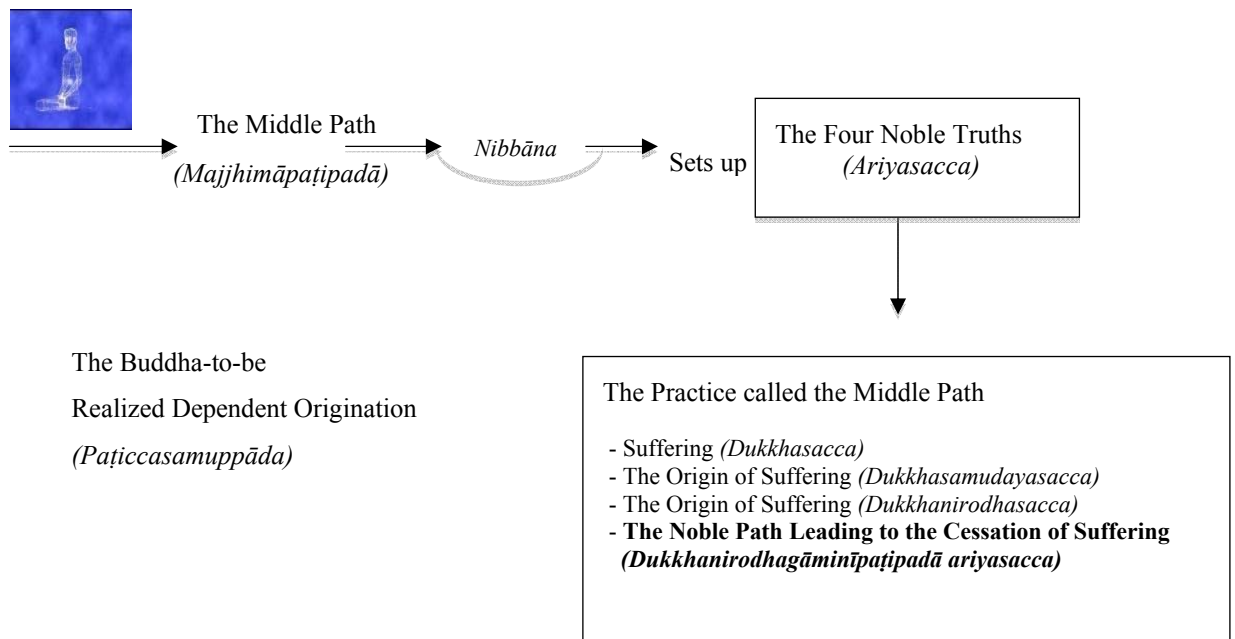 The Middle Path
(Majjhimāpaṭipadā)
Nibbāna
Sets up
The Four Noble Truths
(Ariyasacca)
The Buddha-to-be
Realized Dependent Origination
(Paṭiccasamuppāda)
The Practice called the Middle Path
- Suffering (Dukkhasacca)
- The Origin of Suffering (Dukkhasamudayasacca)
- The Origin of Suffering (Dukkhanirodhasacca)
- The Noble Path Leading to the Cessation of Suffering
(Dukkhanirodhagāminīpaṭipadā ariyasacca)